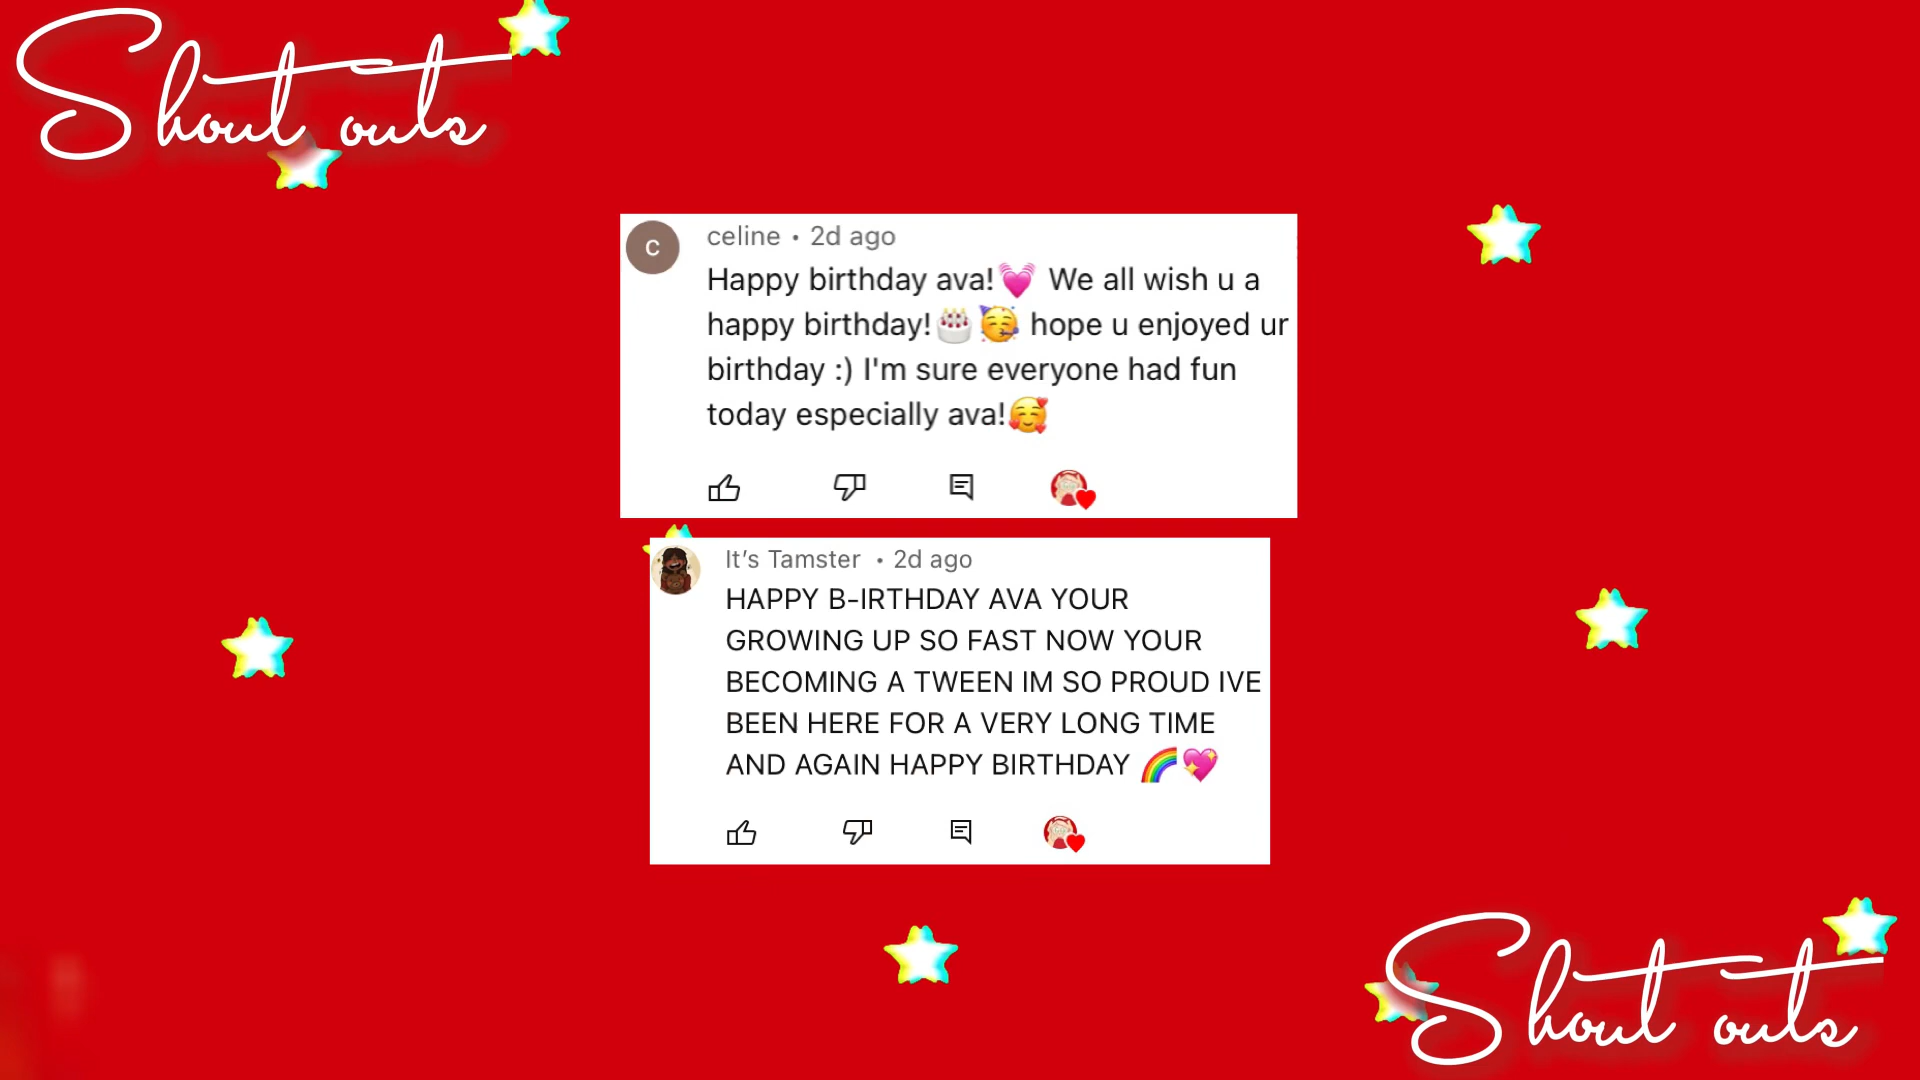 Shout outs
C
celine • 2d ago
Happy birthday ava!💓 We all wish u a
happy birthday!🎂🥳 hope u enjoyed ur
birthday :) I'm sure everyone had fun
today especially ava!🥰
It’s Tamster • 2d ago
HAPPY B-IRTHDAY AVA YOUR
GROWING UP SO FAST NOW YOUR
BECOMING A TWEEN IM SO PROUD IVE
BEEN HERE FOR A VERY LONG TIME
AND AGAIN HAPPY BIRTHDAY 🌈💖
Shout outs